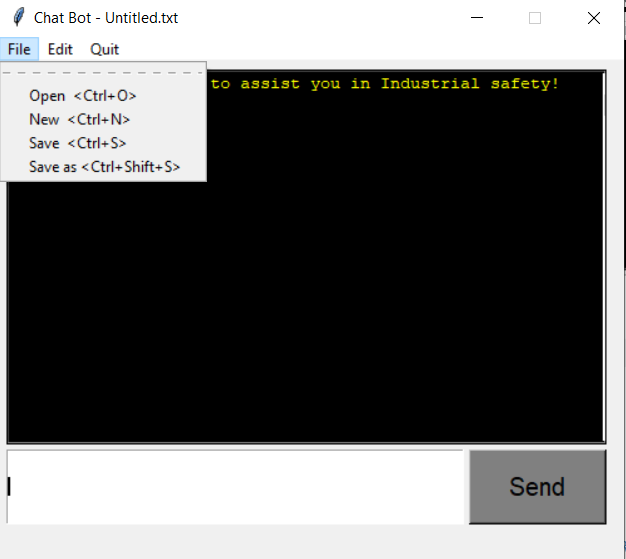 Chat Bot - Untitled.txt
File Edit Quit
to assist you in Industrial safety!
Open <Ctrl+O>
New <Ctrl+N>
Save <Ctrl+S>
Save as <Ctrl+Shift+S>
Send